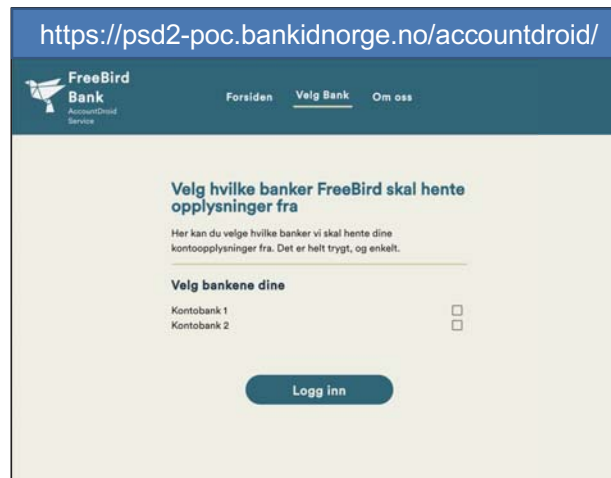 https://psd2-poc.bankidnorge.no/accountdroid/
FreeBird
Bank
AccountDroid
Service
Forsiden Velg Bank Om oss
Velg hvilke banker FreeBird skal hente
opplysninger fra
Her kan du velge hvilke banker vi skal hente dine
kontoopplysninger fra. Det er helt trygt, og enkelt.
Velg bankene dine
Kontobank 1
Kontobank 2
Logg inn